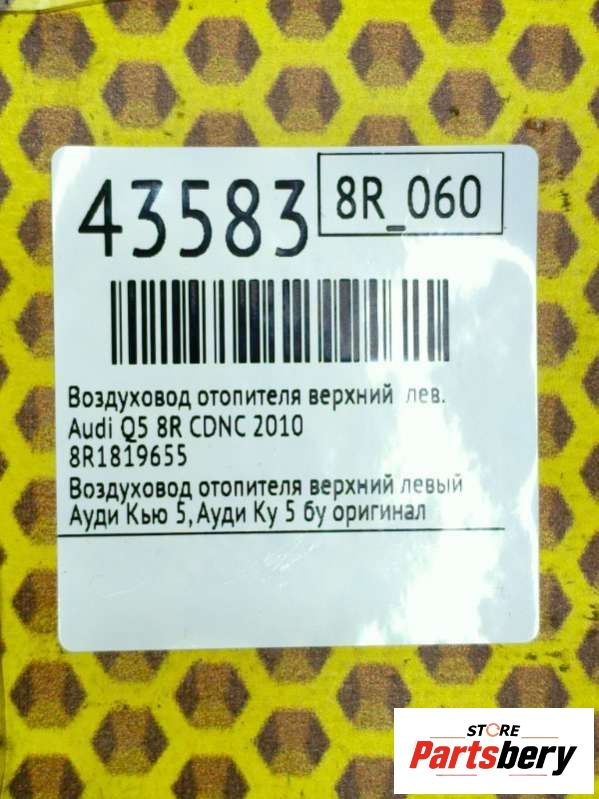 43583
8R_060
Воздуховод отопителя верхний лев.
Audi Q5 8R CDNC 2010
8R1819655
Воздуховод отопителя верхний левый
Ауди Кью 5,Ауди Ку 5 бу оригинал
STORE
Partsbery